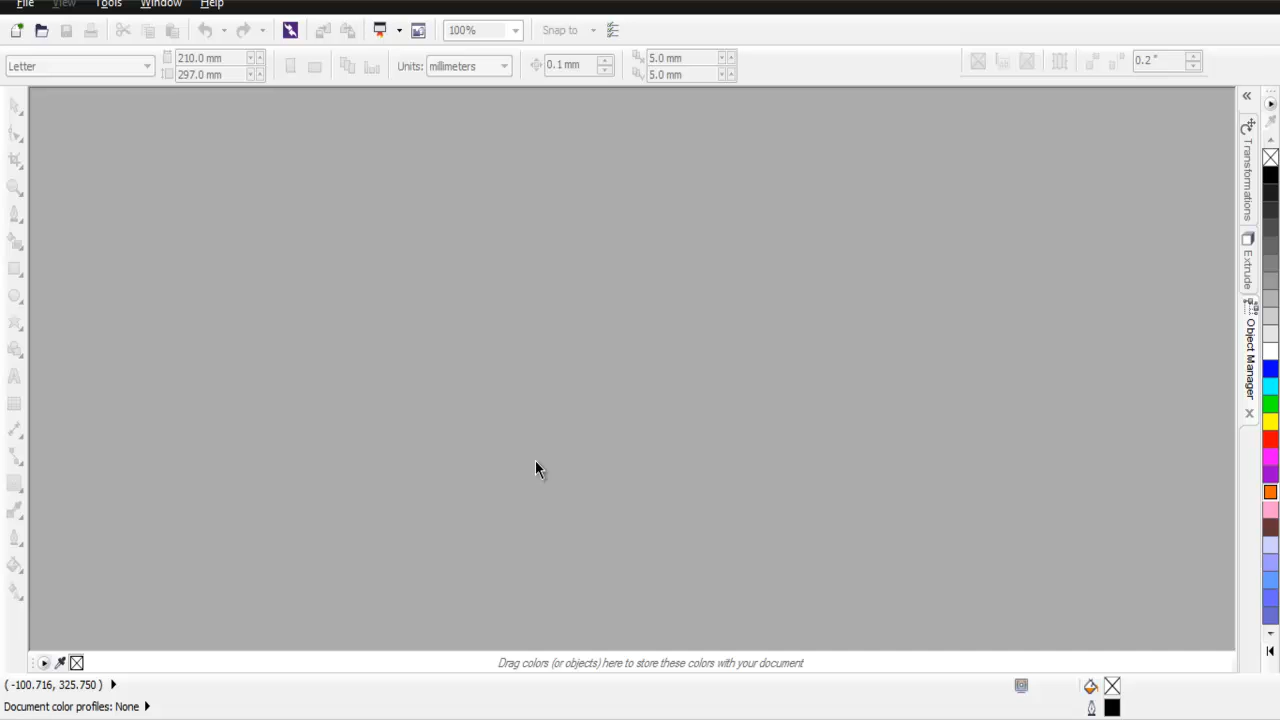 File View Tools Window Help
100% Snap to
Letter 210.0 mm 297.0 mm Units: millimeters 0.1 mm 5.0 mm 5.0 mm 0.2 "
Transformations
Extrude
Object Manager
Drag colors (or objects) here to store these colors with your document
( -100.716, 325.750 )
Document color profiles: None